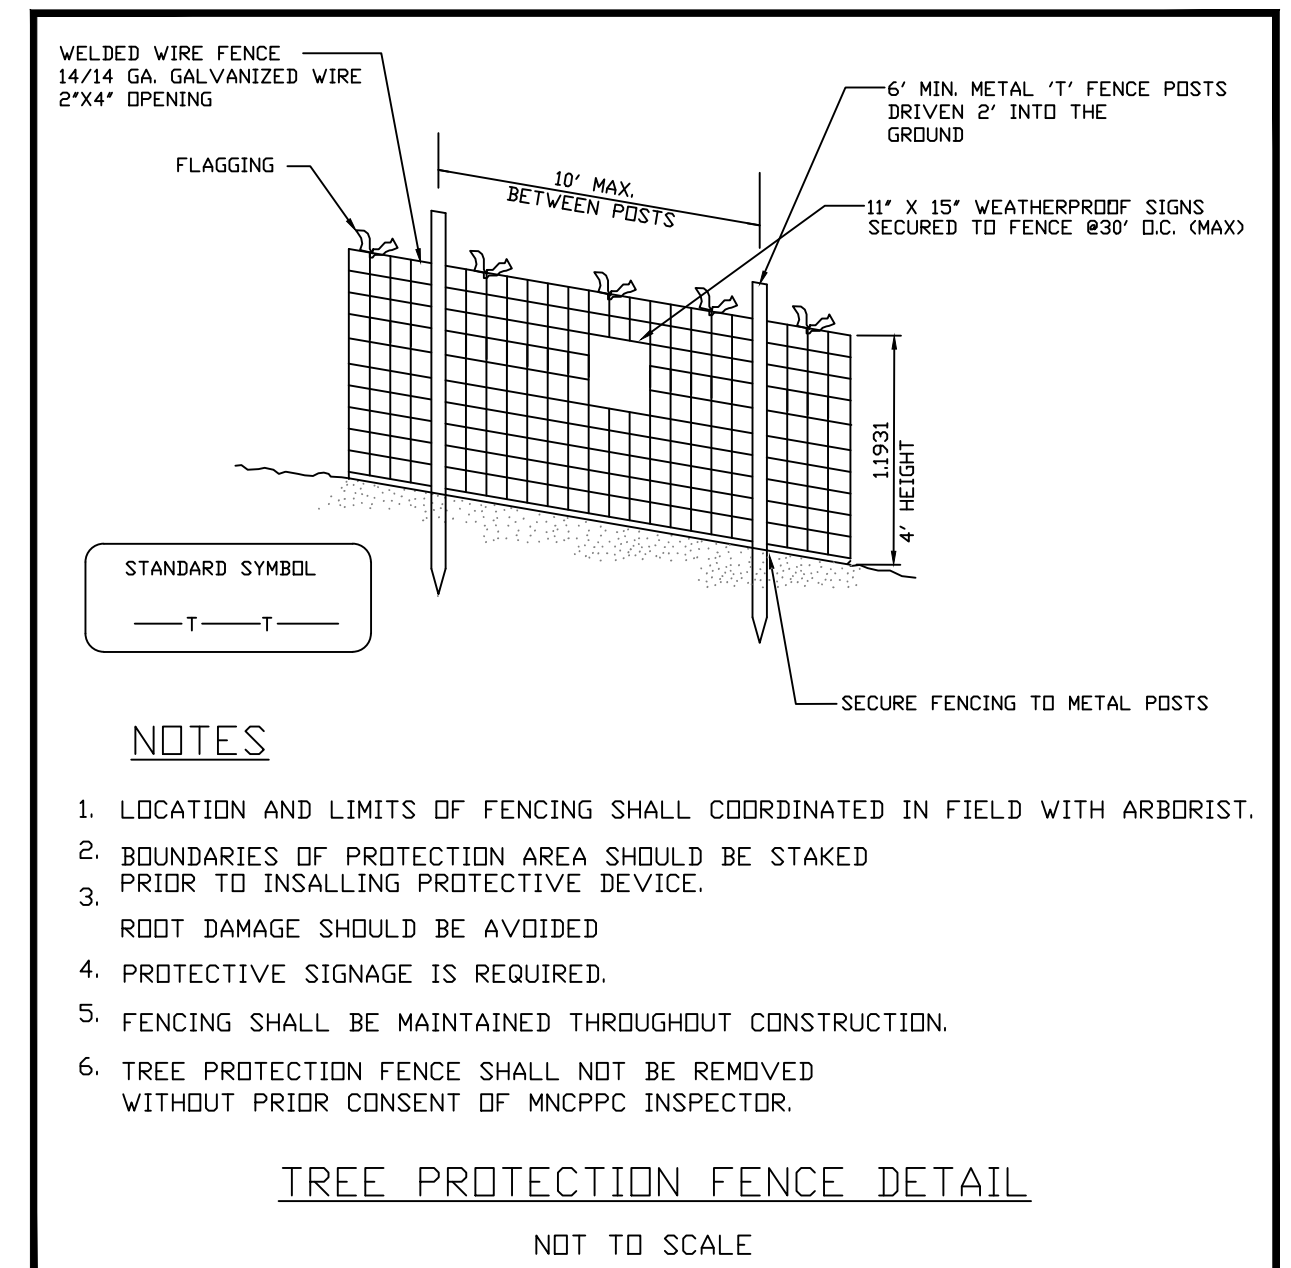 WELDED WIRE FENCE
14/14 GA. GALVANIZED WIRE
2"X4" OPENING
6' MIN. METAL 'T' FENCE POSTS
DRIVEN 2' INTO THE
GROUND
FLAGGING
10' MAX.
BETWEEN POSTS
11" X 15" WEATHERPROOF SIGNS
SECURED TO FENCE @30' O.C. (MAX)
1.1931
4' HEIGHT
STANDARD SYMBOL
T T
SECURE FENCING TO METAL POSTS
NOTES
1. LOCATION AND LIMITS OF FENCING SHALL COORDINATED IN FIELD WITH ARBORIST.
2. BOUNDARIES OF PROTECTION AREA SHOULD BE STAKED
PRIOR TO INSALLING PROTECTIVE DEVICE.
3.
ROOT DAMAGE SHOULD BE AVOIDED
4. PROTECTIVE SIGNAGE IS REQUIRED.
5. FENCING SHALL BE MAINTAINED THROUGHOUT CONSTRUCTION.
6. TREE PROTECTION FENCE SHALL NOT BE REMOVED
WITHOUT PRIOR CONSENT OF MNCPPC INSPECTOR.
TREE PROTECTION FENCE DETAIL
NOT TO SCALE